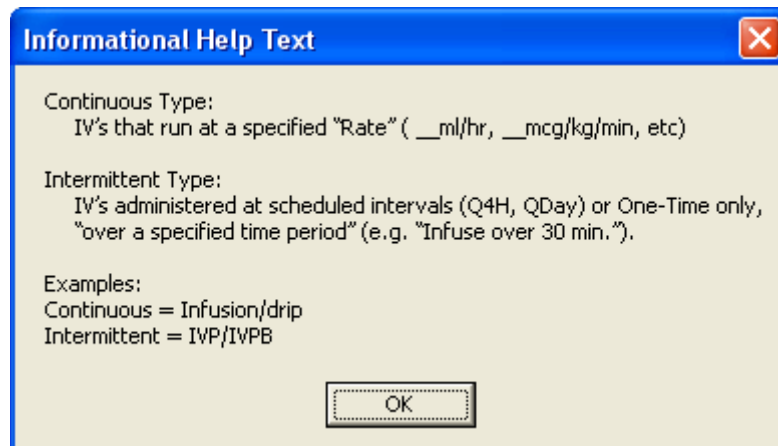 Informational Help Text
Continuous Type:
IV's that run at a specified "Rate" ( __ml/hr, __mcg/kg/min, etc)
Intermittent Type:
IV's administered at scheduled intervals (Q4H, QDay) or One-Time only,
"over a specified time period" (e.g. "Infuse over 30 min.").
Examples:
Continuous = Infusion/drip
Intermittent = IVP/IVPB
OK